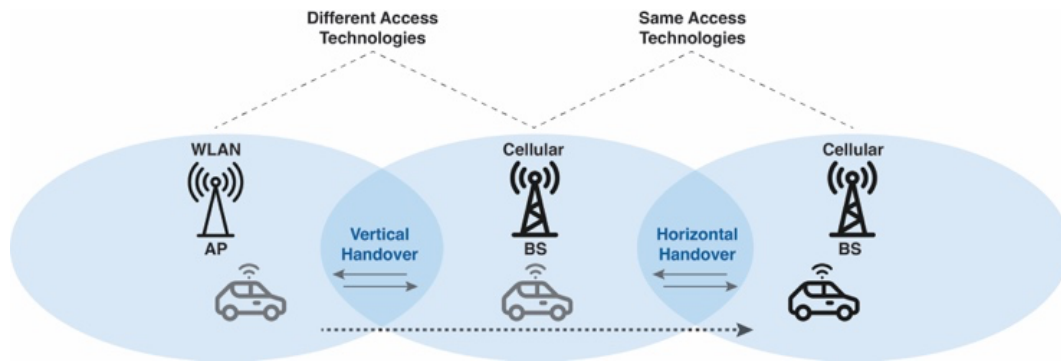 Different Access
Technologies
Same Access
Technologies
WLAN
Cellular
Cellular
Vertical
Handover
Horizontal
Handover
AP
BS
BS